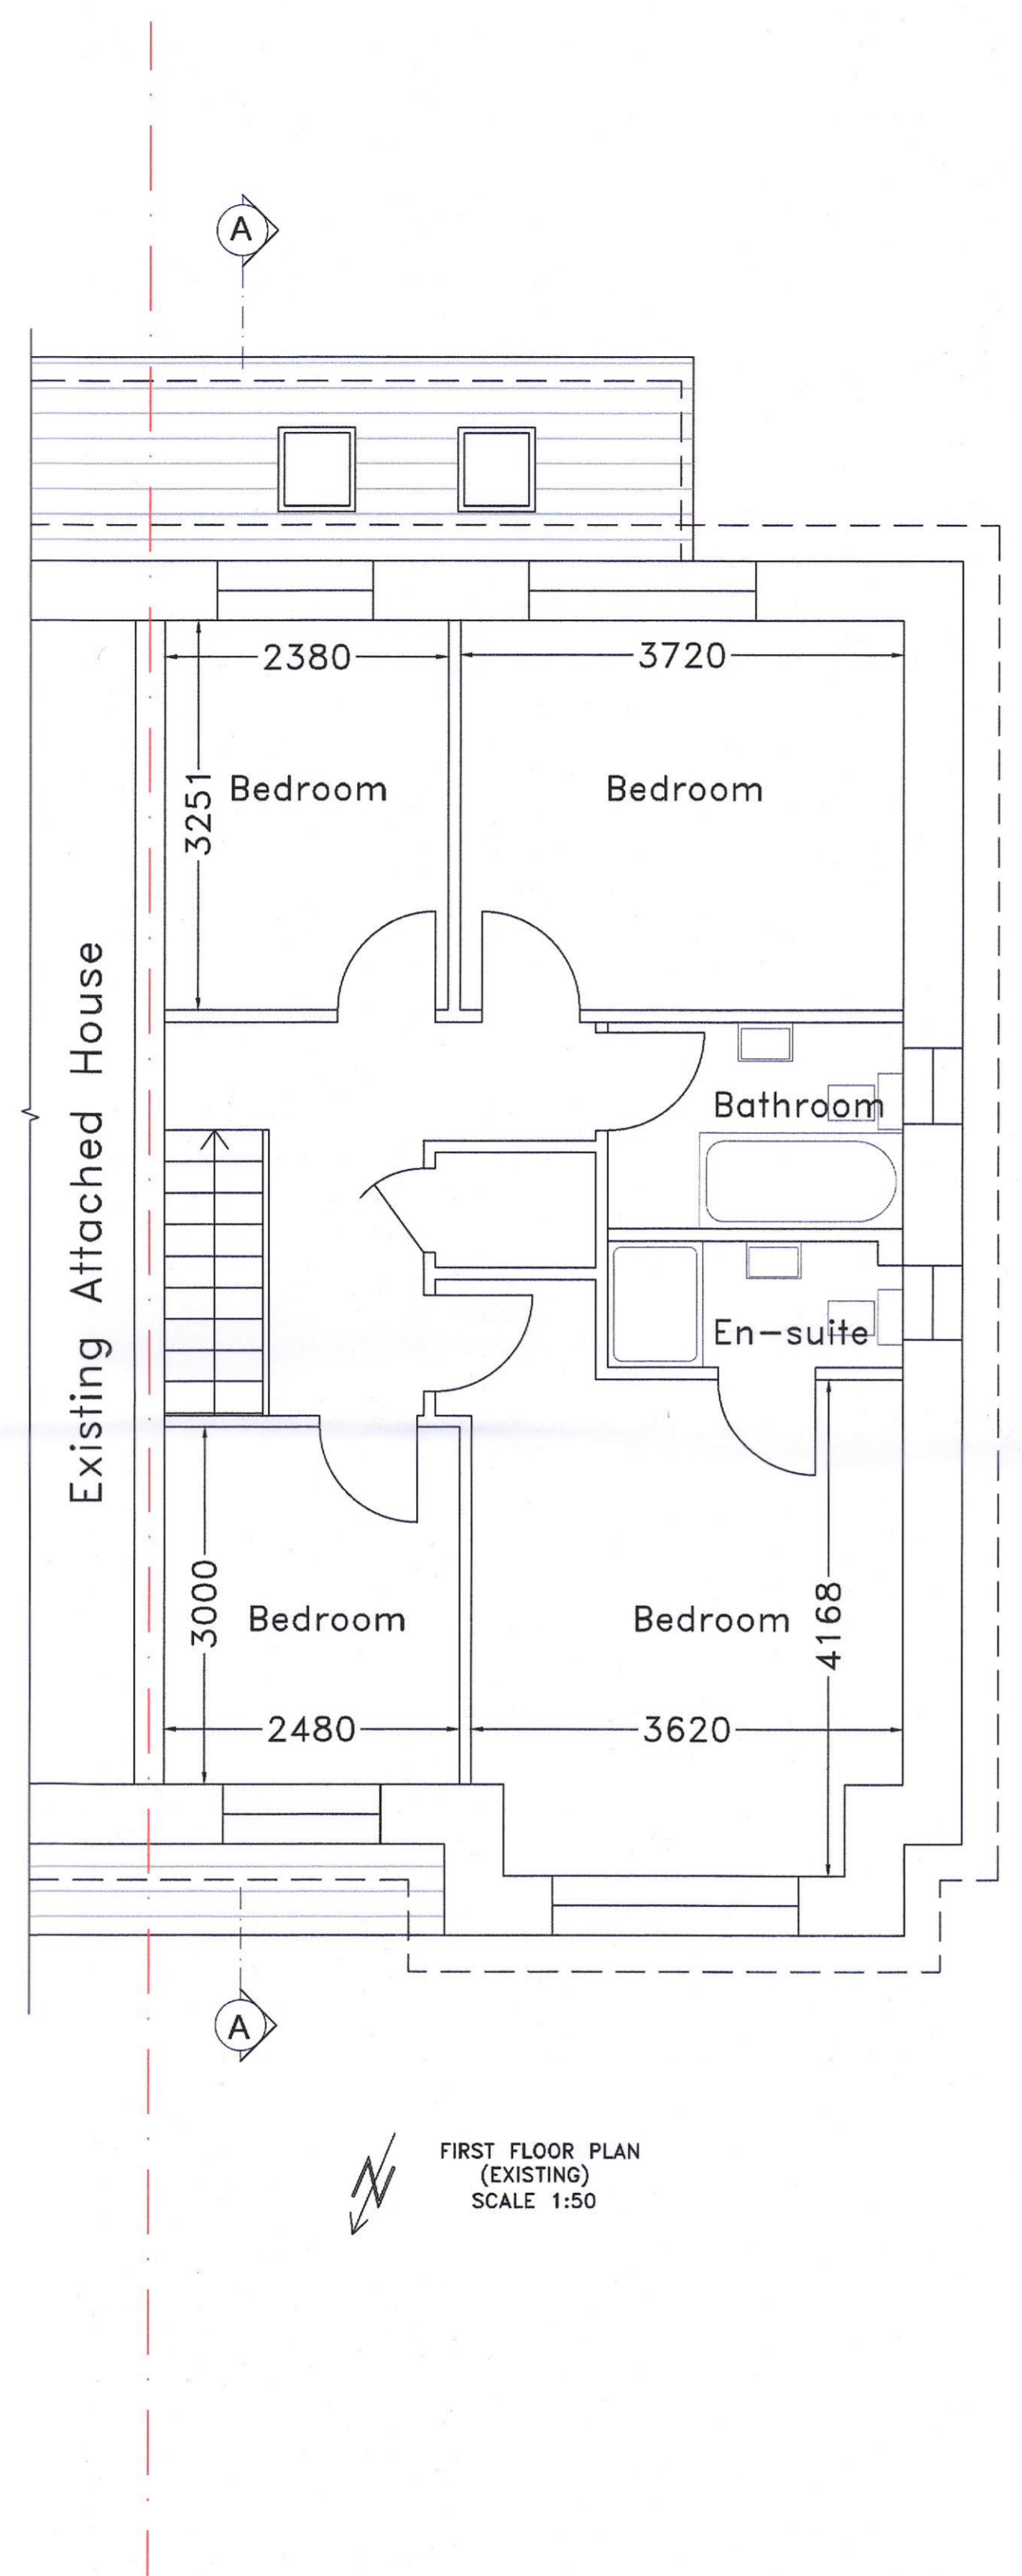 A
2380
3720
3251
Bedroom
Bedroom
Existing Attached House
Bathroom
En-suite
3000
Bedroom
Bedroom
4168
2480
3620
A
N
FIRST FLOOR PLAN
(EXISTING)
SCALE 1:50